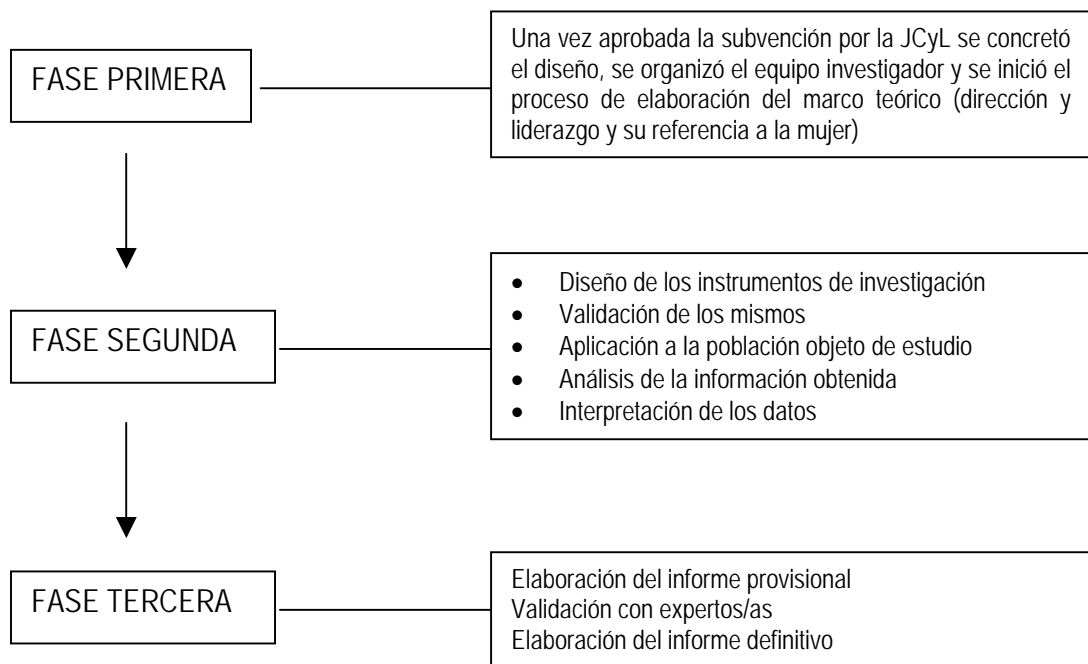 FASE PRIMERA
Una vez aprobada la subvención por la JCyL se concretó
el diseño, se organizó el equipo investigador y se inició el
proceso de elaboración del marco teórico (dirección y
liderazgo y su referencia a la mujer)
FASE SEGUNDA
• Diseño de los instrumentos de investigación
• Validación de los mismos
• Aplicación a la población objeto de estudio
• Análisis de la información obtenida
• Interpretación de los datos
FASE TERCERA
Elaboración del informe provisional
Validación con expertos/as
Elaboración del informe definitivo